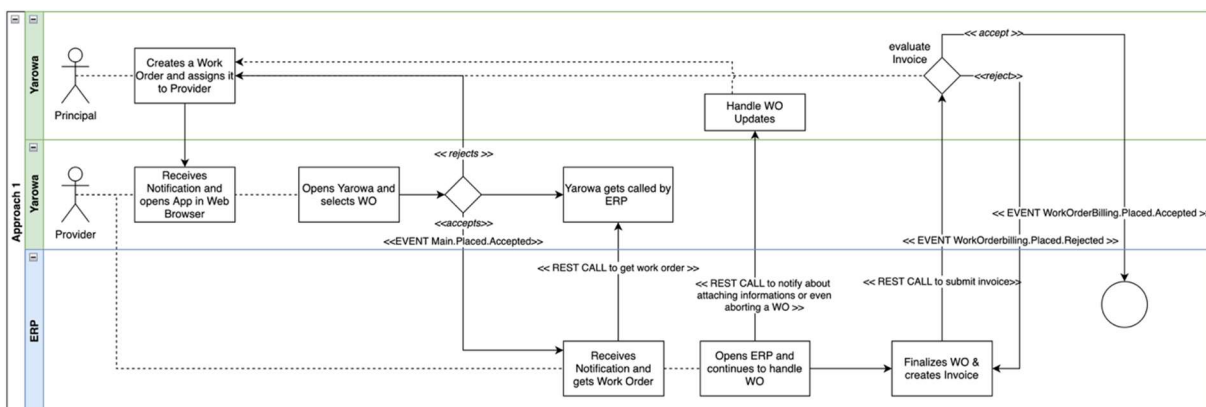 Approach 1
Yarowa
Principal
Creates a Work
Order and assigns it
to Provider
Handle WO
Updates
evaluate
Invoice
<< accept >>
<<reject>>
Yarowa
Provider
Receives
Notification and
opens App in Web
Browser
Opens Yarowa and
selects WO
<< rejects >>
<<accepts>>
<<EVENT Main.Placed.Accepted>>
Yarowa gets called by
ERP
<< EVENT WorkOrderBilling.Placed.Accepted >>
<< EVENT WorkOrderbilling.Placed.Rejected >>
ERP
<< REST CALL to get work order >>
<< REST CALL to notify about
attaching informations or even
aborting a WO >>
<< REST CALL to submit invoice>>
Receives
Notification and
gets Work Order
Opens ERP and
continues to handle
WO
Finalizes WO &
creates Invoice